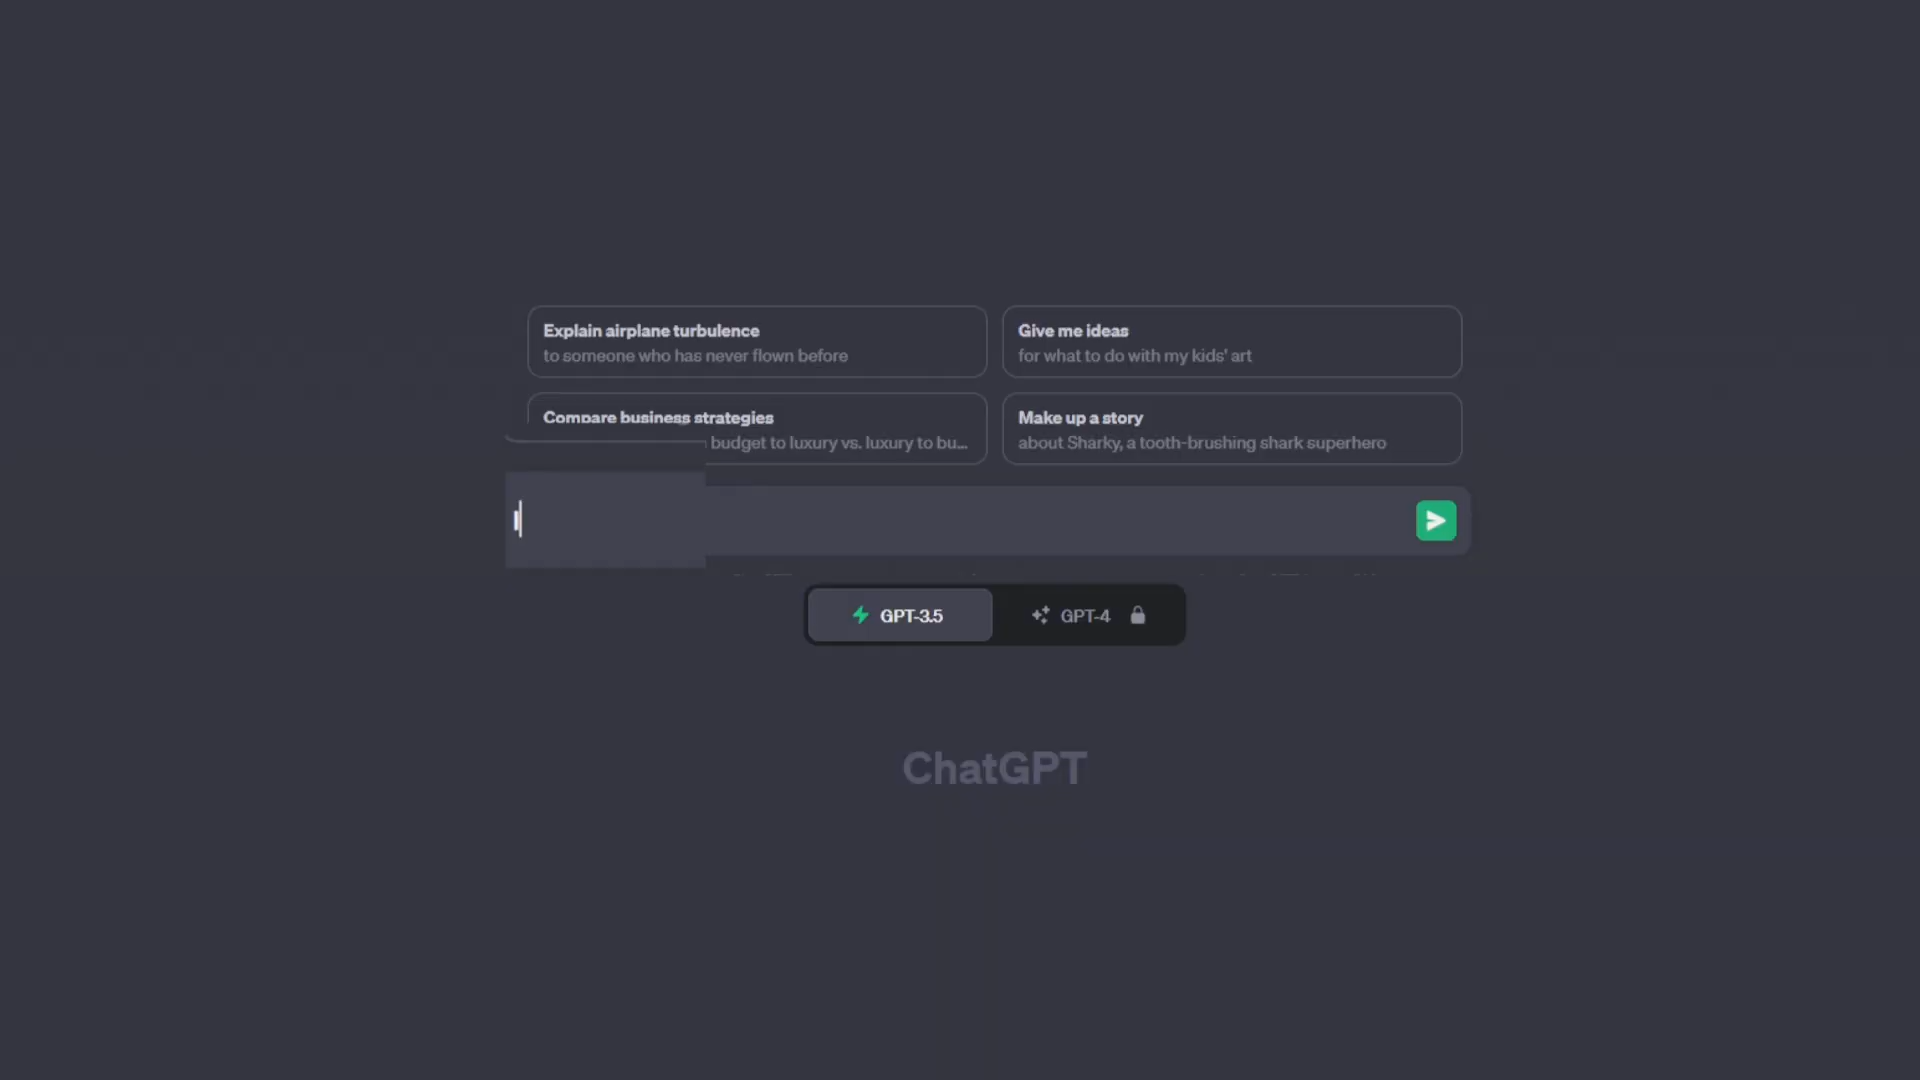 Explain airplane turbulence
to someone who has never flown before
Give me ideas
for what to do with my kids' art
Compare business strategies
budget to luxury vs. luxury to bu...
Make up a story
about Sharky, a tooth-brushing shark superhero
GPT-3.5
GPT-4
ChatGPT